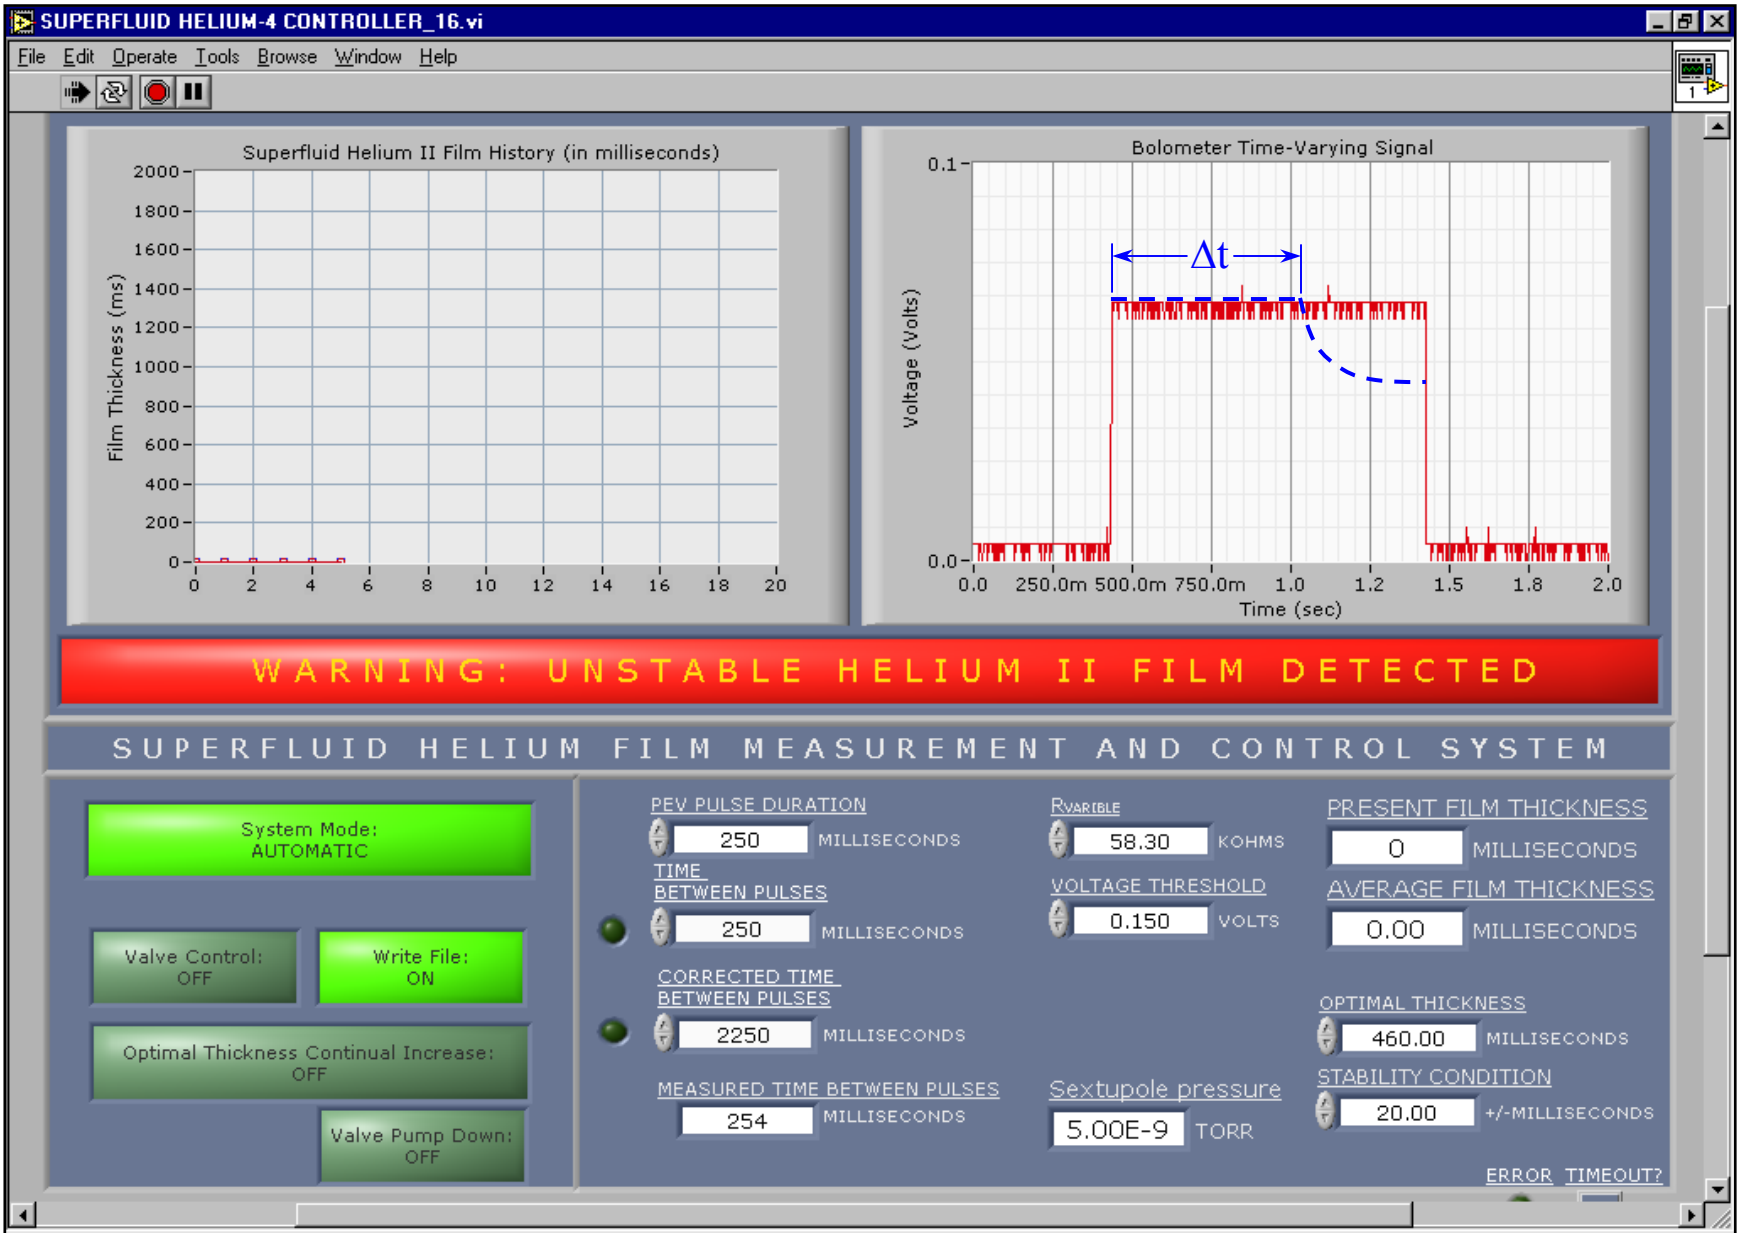 SUPERFLUID HELIUM-4 CONTROLLER_16.vi
File Edit Operate Tools Browse Window Help
1
Superfluid Helium II Film History (in milliseconds)
Film Thickness (ms)
2000
1800
1600
1400
1200
1000
800
600
400
200
0
0 2 4 6 8 10 12 14 16 18 20
Bolometer Time-Varying Signal
Voltage (Volts)
0.1
Δt
0.0
0.0 250.0m 500.0m 750.0m 1.0 1.2 1.5 1.8 2.0
Time (sec)
WARNING: UNSTABLE HELIUM II FILM DETECTED
SUPERFLUID HELIUM FILM MEASUREMENT AND CONTROL SYSTEM
System Mode:
AUTOMATIC
Valve Control:
OFF
Write File:
ON
Optimal Thickness Continual Increase:
OFF
Valve Pump Down:
OFF
PEV PULSE DURATION
250 MILLISECONDS
TIME
BETWEEN PULSES
250 MILLISECONDS
CORRECTED TIME
BETWEEN PULSES
2250 MILLISECONDS
MEASURED TIME BETWEEN PULSES
254 MILLISECONDS
RVARIBLE
58.30 KOHMS
VOLTAGE THRESHOLD
0.150 VOLTS
Sextupole pressure
5.00E-9 TORR
PRESENT FILM THICKNESS
0 MILLISECONDS
AVERAGE FILM THICKNESS
0.00 MILLISECONDS
OPTIMAL THICKNESS
460.00 MILLISECONDS
STABILITY CONDITION
20.00 +/-MILLISECONDS
ERROR TIMEOUT?